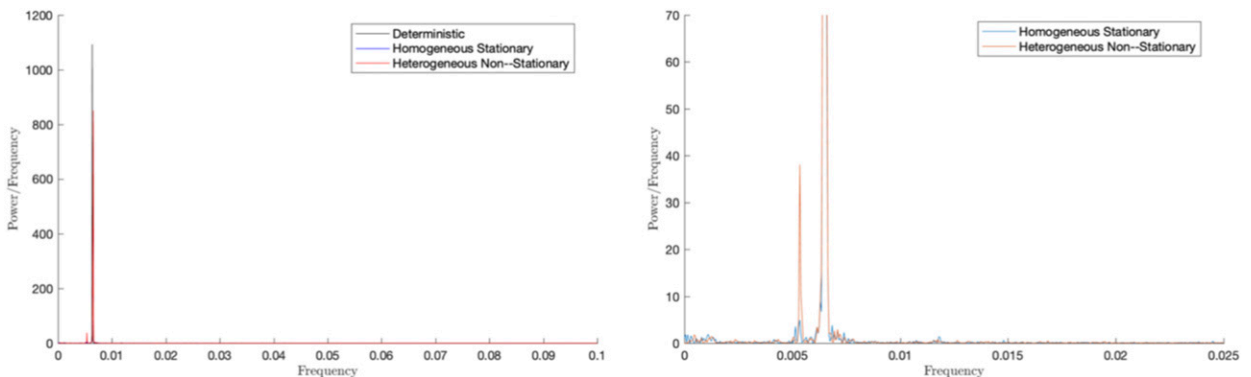 1200
1000
800
600
400
200
0
Power/Frequency
Deterministic
Homogeneous Stationary
Heterogeneous Non--Stationary
0 0.01 0.02 0.03 0.04 0.05 0.06 0.07 0.08 0.09 0.1
Frequency
70
60
50
40
30
20
10
0
Power/Frequency
Homogeneous Stationary
Heterogeneous Non--Stationary
0 0.005 0.01 0.015 0.02 0.025
Frequency